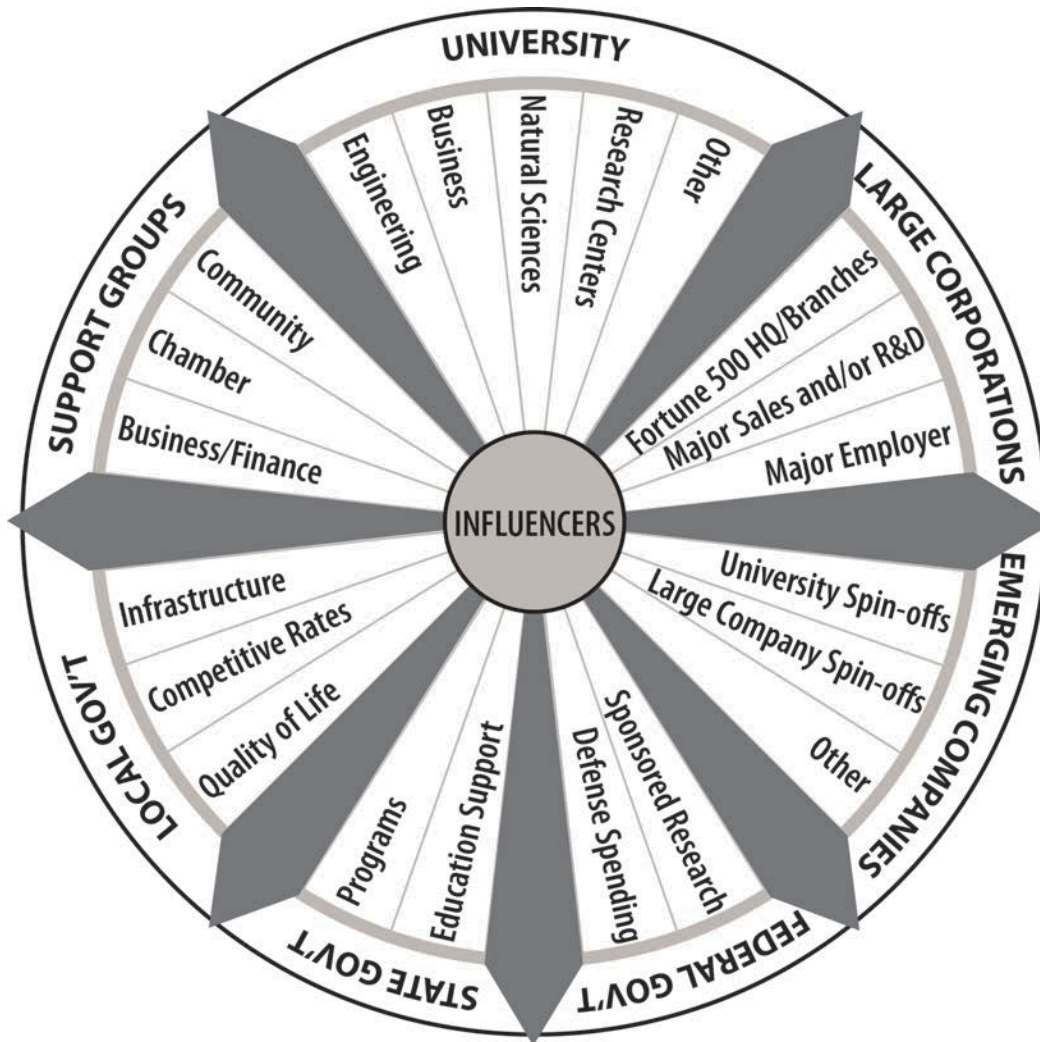 UNIVERSITY
Engineering
Business
Natural Sciences
Research Centers
Other
LARGE CORPORATIONS
Fortune 500 HQ/Branches
Major Sales and/or R&D
Major Employer
EMERGING COMPANIES
University Spin-offs
Large Company Spin-offs
Other
FEDERAL GOV'T
Sponsored Research
Defense Spending
STATE GOV'T
Education Support
Programs
LOCAL GOV'T
Quality of Life
Competitive Rates
Infrastructure
SUPPORT GROUPS
Business/Finance
Chamber
Community
INFLUENCERS